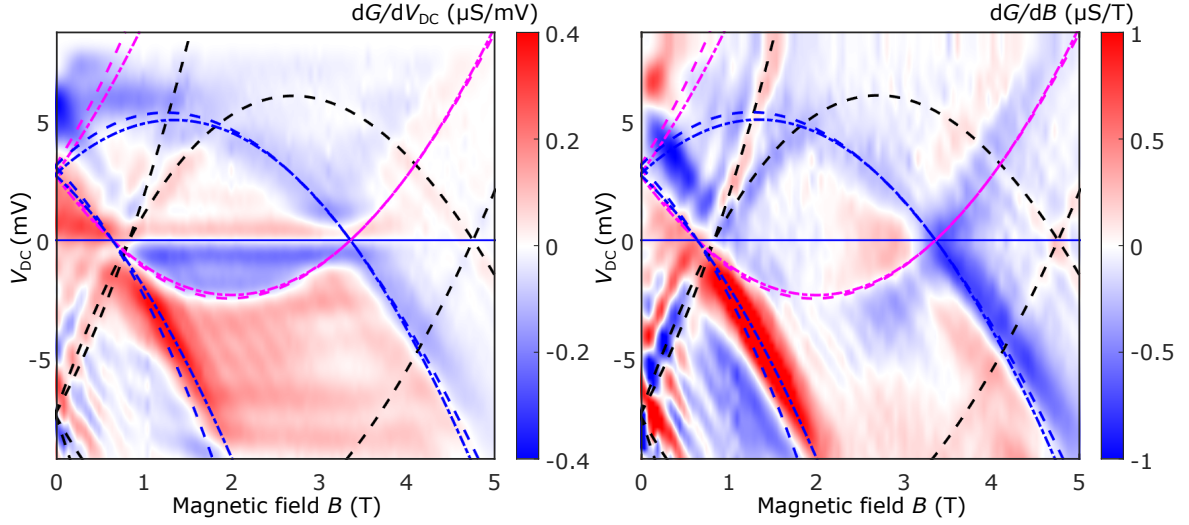 dG/dV_DC (µS/mV)
5
0
-5
V_DC (mV)
0 1 2 3 4 5
Magnetic field B (T)
0.4
0.2
0
-0.2
-0.4
dG/dB (µS/T)
5
0
-5
V_DC (mV)
0 1 2 3 4 5
Magnetic field B (T)
1
0.5
0
-0.5
-1